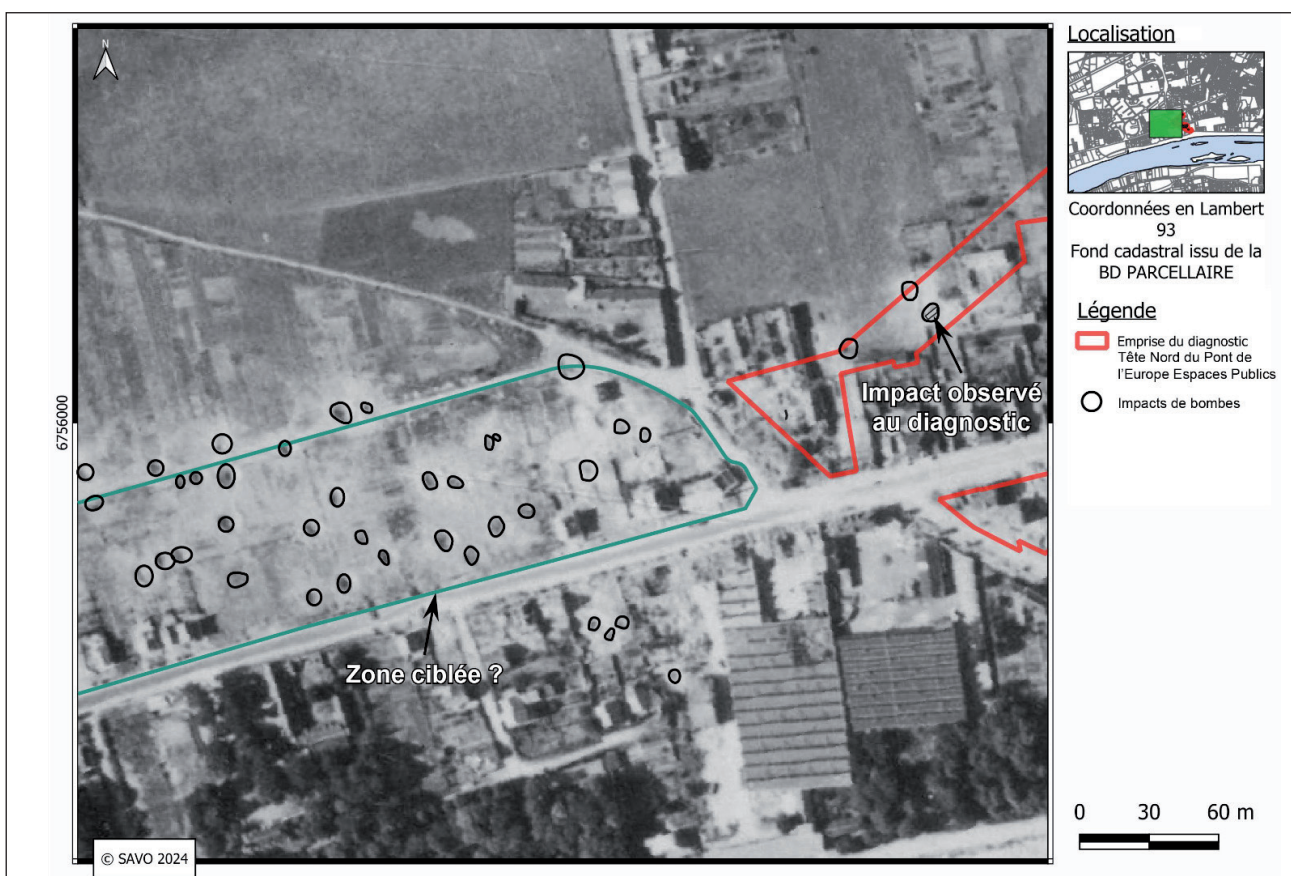 N
6756000
Impact observé
au diagnostic
Zone ciblée ?
© SAVO 2024
Localisation
Coordonnées en Lambert
93
Fond cadastral issu de la
BD PARCELLAIRE
Légende
Emprise du diagnostic
Tête Nord du Pont de
l'Europe Espaces Publics
Impacts de bombes
0 30 60 m